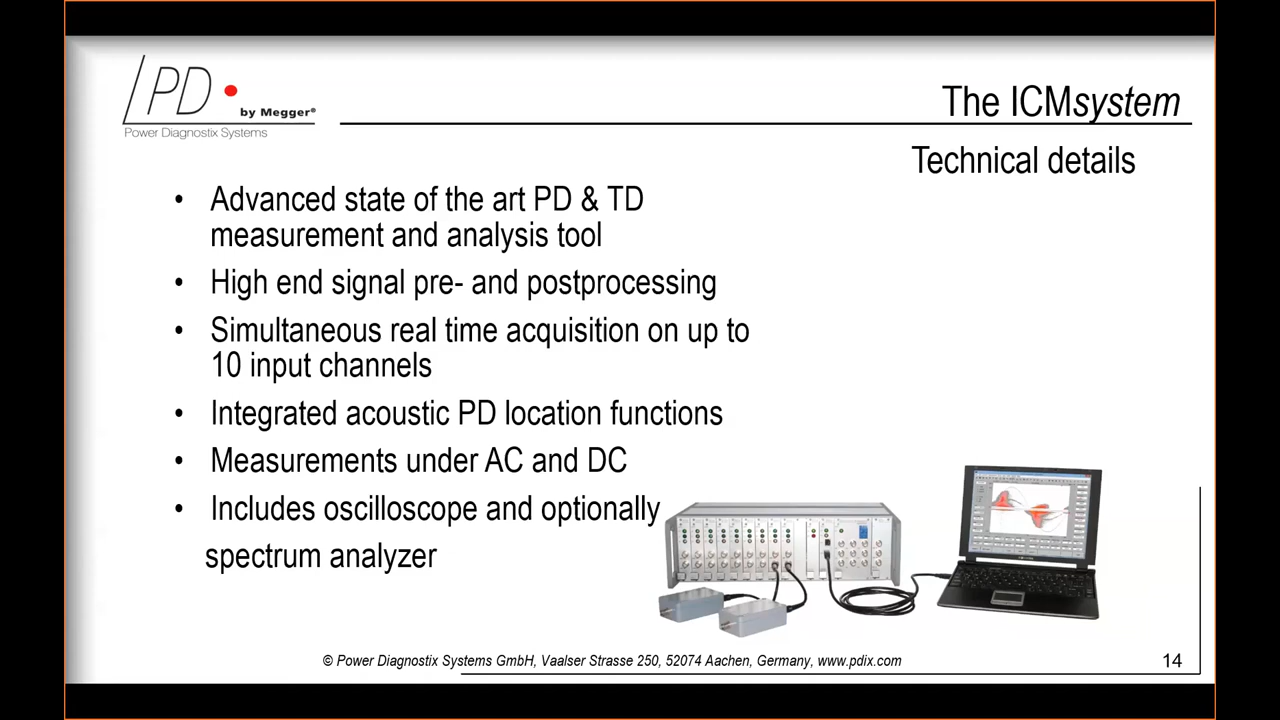 PD
by Megger®
Power Diagnostix Systems
The ICMsystem
Technical details
• Advanced state of the art PD & TD
measurement and analysis tool
• High end signal pre- and postprocessing
• Simultaneous real time acquisition on up to
10 input channels
• Integrated acoustic PD location functions
• Measurements under AC and DC
• Includes oscilloscope and optionally
spectrum analyzer
© Power Diagnostix Systems GmbH, Vaalser Strasse 250, 52074 Aachen, Germany, www.pdix.com
14